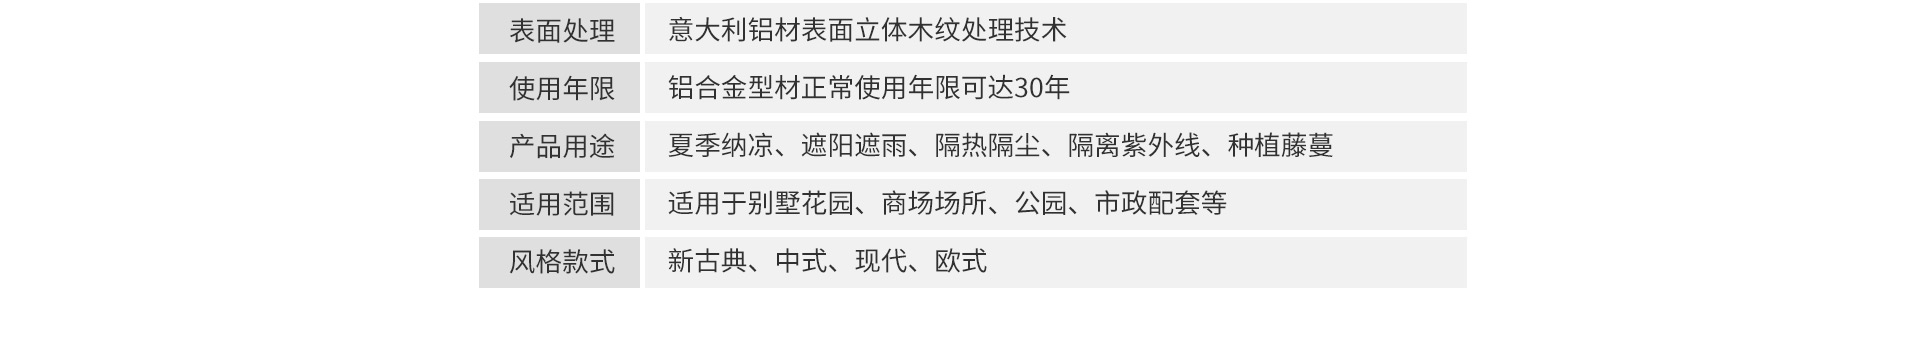 表面处理 意大利铝材表面立体木纹处理技术
使用年限 铝合金型材正常使用年限可达30年
产品用途 夏季纳凉、遮阳遮雨、隔热隔尘、隔离紫外线、种植藤蔓
适用范围 适用于别墅花园、商场场所、公园、市政配套等
风格款式 新古典、中式、现代、欧式